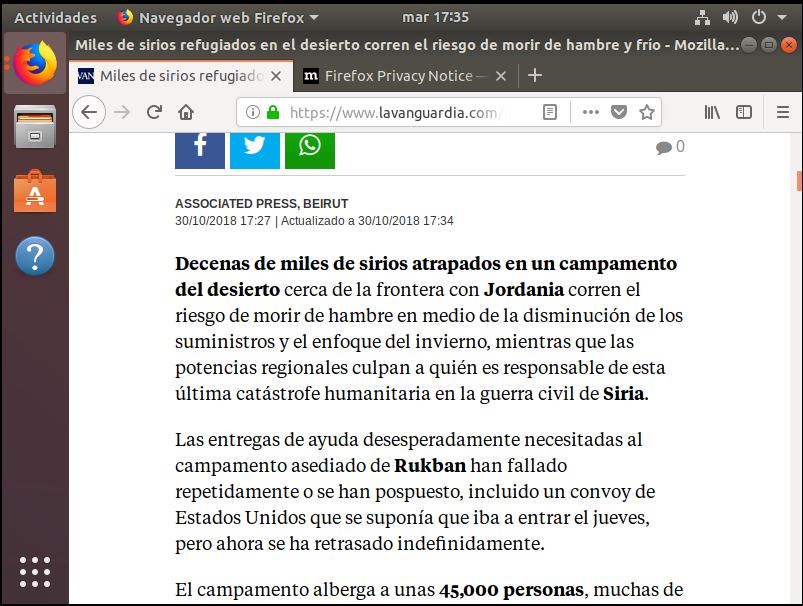 Actividades Navegador web Firefox mar 17:35
Miles de sirios refugiados en el desierto corren el riesgo de morir de hambre y frío - Mozilla...
VAN Miles de sirios refugiado m Firefox Privacy Notice —
https://www.lavanguardia.com/
0
ASSOCIATED PRESS, BEIRUT
30/10/2018 17:27 | Actualizado a 30/10/2018 17:34
Decenas de miles de sirios atrapados en un campamento
del desierto cerca de la frontera con Jordania corren el
riesgo de morir de hambre en medio de la disminución de los
suministros y el enfoque del invierno, mientras que las
potencias regionales culpan a quién es responsable de esta
última catástrofe humanitaria en la guerra civil de Siria.
Las entregas de ayuda desesperadamente necesitadas al
campamento asediado de Rukban han fallado
repetidamente o se han pospuesto, incluido un convoy de
Estados Unidos que se suponía que iba a entrar el jueves,
pero ahora se ha retrasado indefinidamente.
El campamento alberga a unas 45,000 personas, muchas de